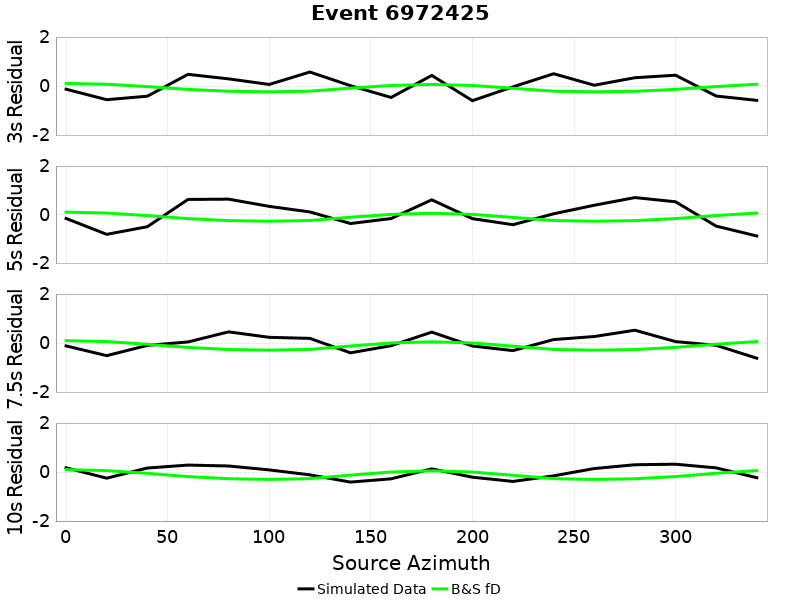 Event 6972425
3s Residual
2
0
-2
5s Residual
2
0
-2
7.5s Residual
2
0
-2
10s Residual
2
0
-2
0 50 100 150 200 250 300
Source Azimuth
Simulated Data B&S fD